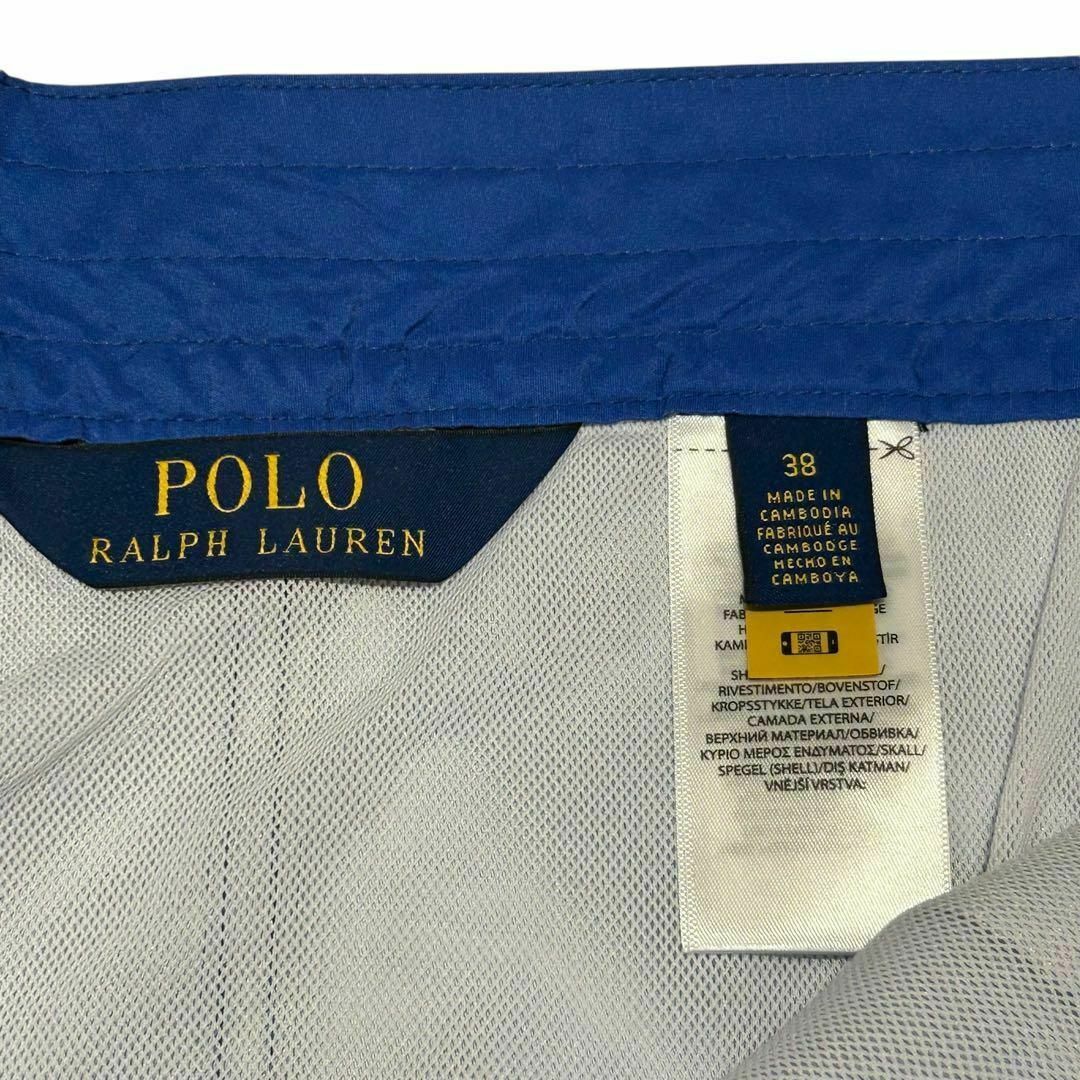 POLO
RALPH LAUREN
38
MADE IN
CAMBODIA
FABRIQUÉ AU
CAMBODGE
HECHO EN
CAMBOYA
RIVESTIMENTO/BOVENSTOF/
KROPSSTYKKE/TELA EXTERIOR/
CAMADA EXTERNA/
ВЕРХНИЙ МАТЕРИАЛ/ОБВИВКА/
ΚΥΡΙΟ ΜΕΡΟΣ ΕΝΔΥΜΑΤΟΣ/SKALL/
SPEGEL (SHELL)/DIŞ KATMAN/
VNĚJŠÍ VRSTVA: